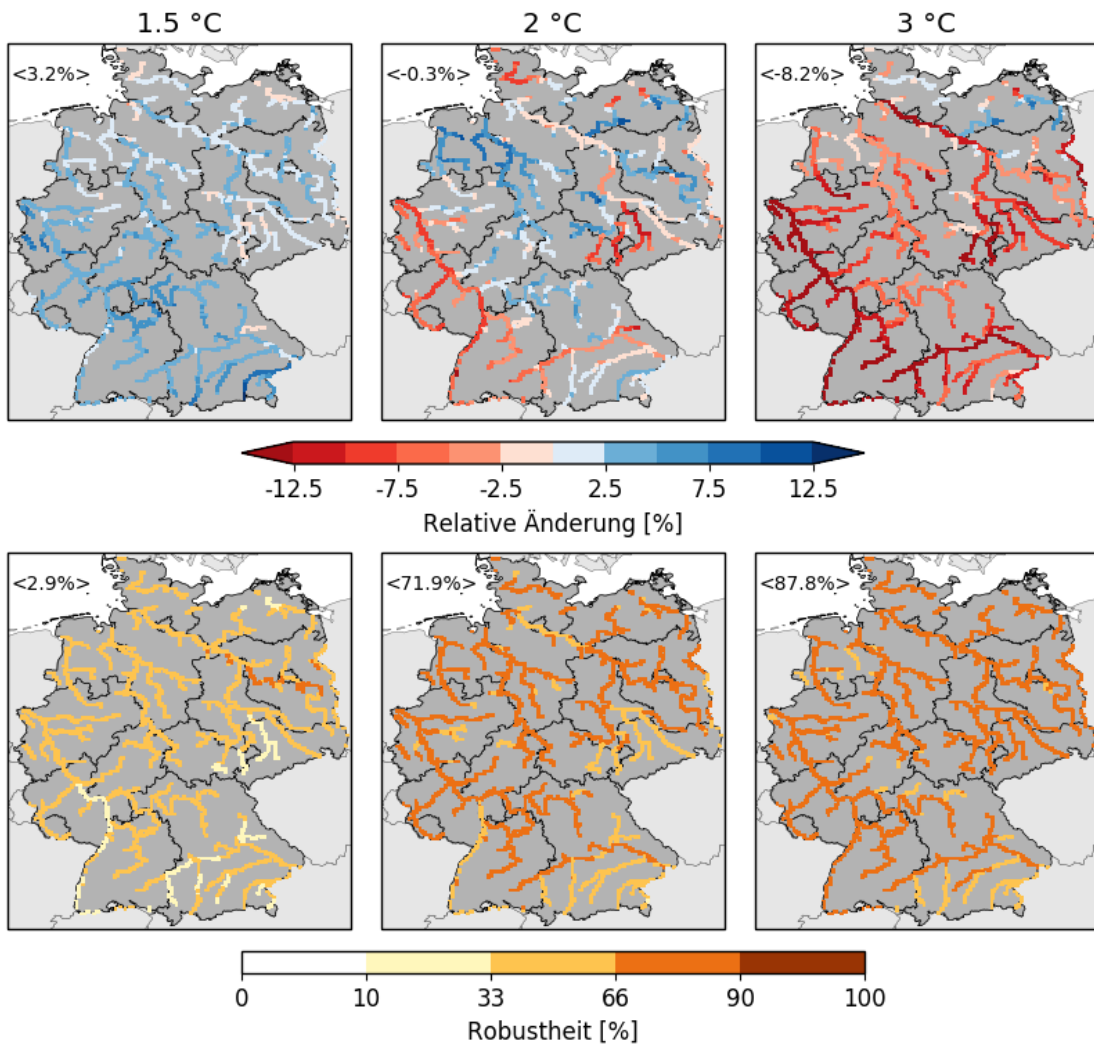 1.5 °C 2 °C 3 °C
<3.2%> <-0.3%> <-8.2%>
-12.5 -7.5 -2.5 2.5 7.5 12.5
Relative Änderung [%]
<2.9%> <71.9%> <87.8%>
0 10 33 66 90 100
Robustheit [%]